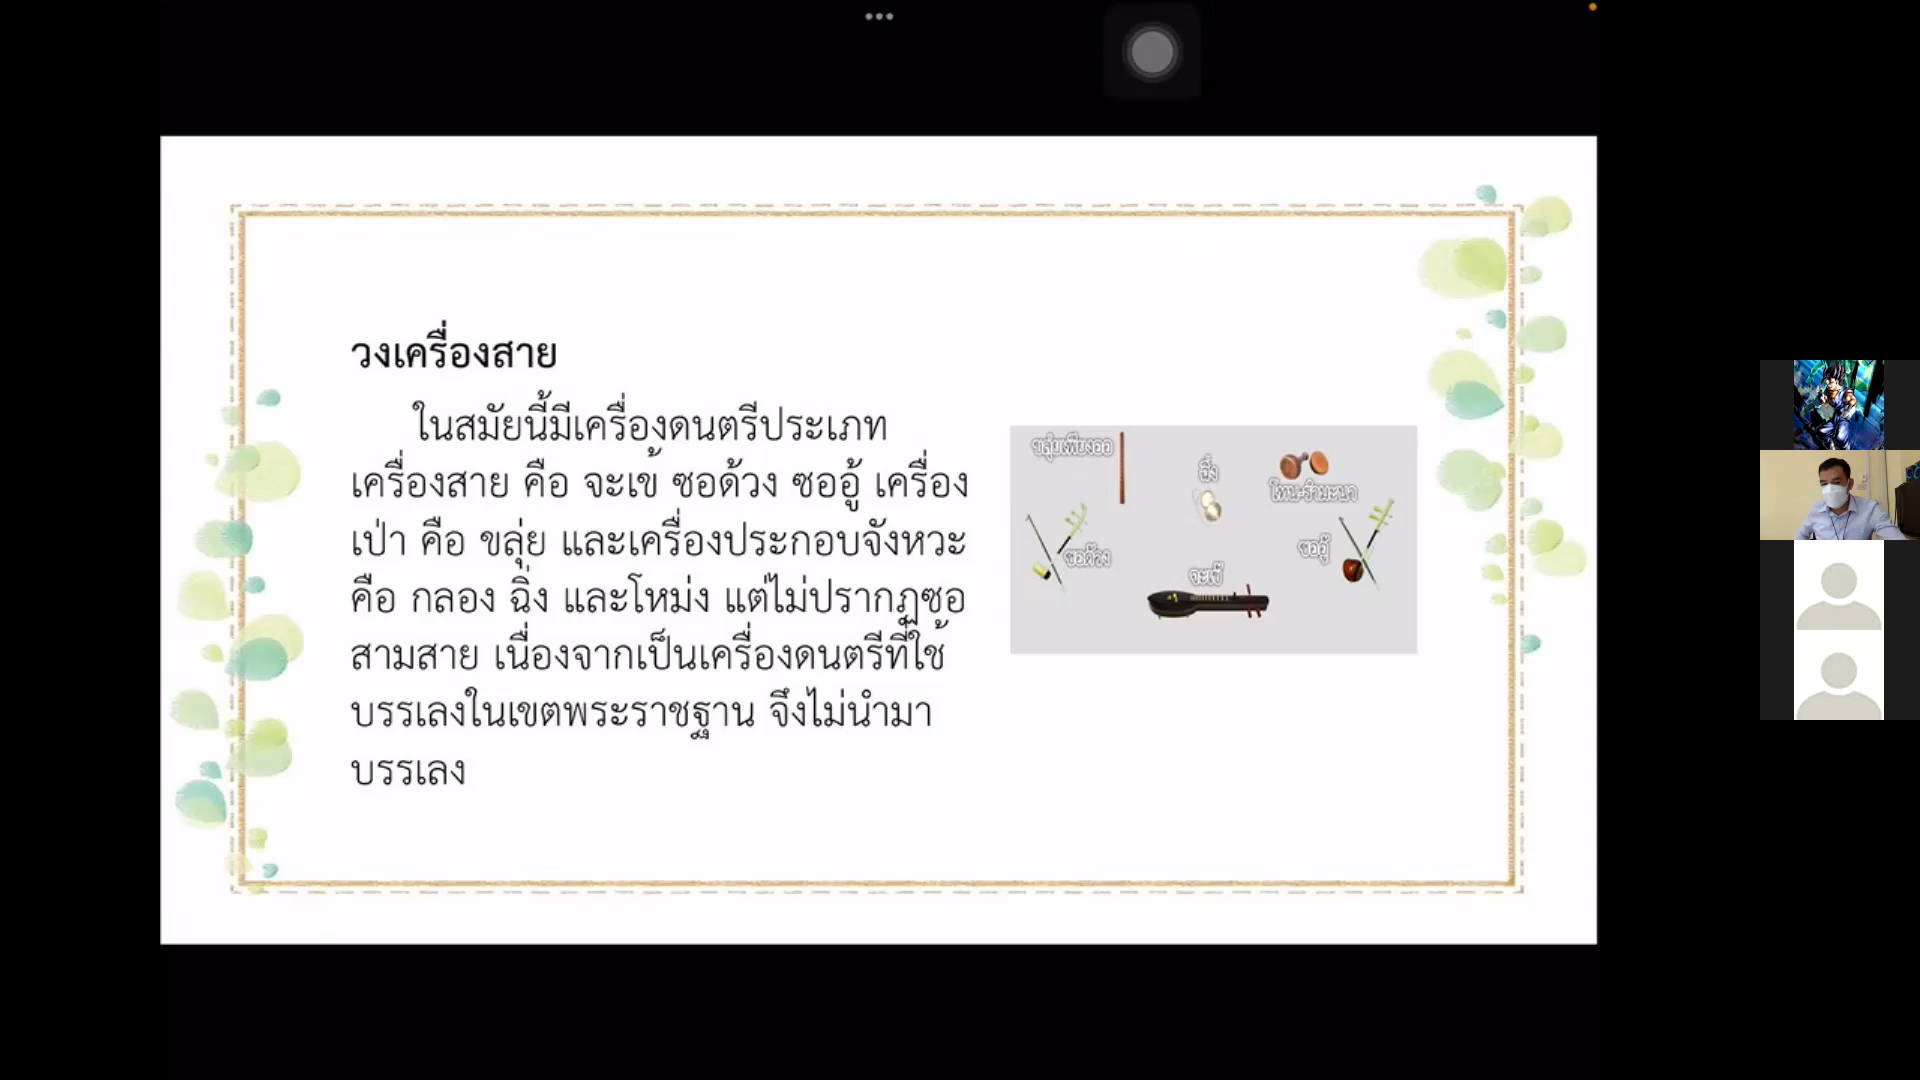 วงเครื่องสาย
ในสมัยนี้มีเครื่องดนตรีประเภท
เครื่องสาย คือ จะเข้ ซอด้วง ซออู้ เครื่อง
เป่า คือ ขลุ่ย และเครื่องประกอบจังหวะ
คือ กลอง ฉิ่ง และโหม่ง แต่ไม่ปรากฏซอ
สามสาย เนื่องจากเป็นเครื่องดนตรีที่ใช้
บรรเลงในเขตพระราชฐาน จึงไม่นำมา
บรรเลง
ขลุ่ยเพียงออ
ฉิ่ง
โทน-รำมะนา
ซอด้วง
ซออู้
จะเข้